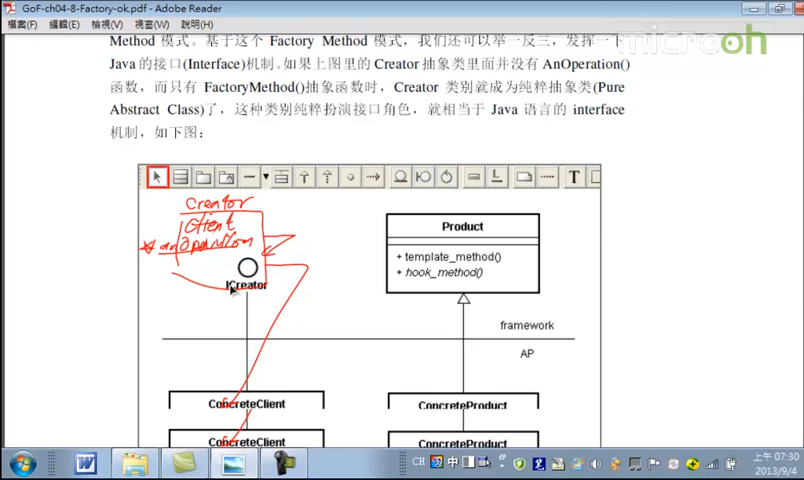 GoF-ch04-8-Factory-ok.pdf - Adobe Reader
檔案(F) 編輯(E) 檢視(V) 視窗(W) 說明(H)
microoh
Method 模式。基于这个 Factory Method 模式，我们还可以举一反三，发挥一下
Java的接口(Interface)机制。如果上图里的 Creator 抽象类里面并没有 AnOperation()
函数，而只有 FactoryMethod()抽象函数时，Creator 类别就成为纯粹抽象类(Pure
Abstract Class)了，这种类别纯粹扮演接口角色，就相当于 Java 语言的 interface
机制，如下图：
T
Creator
Client
anOperation
ICreator
Product
+ template_method()
+ hook_method()
framework
AP
ConcreteClient
ConcreteProduct
ConcreteClient
ConcreteProduct
CH 中
上午 07:30
2013/9/4